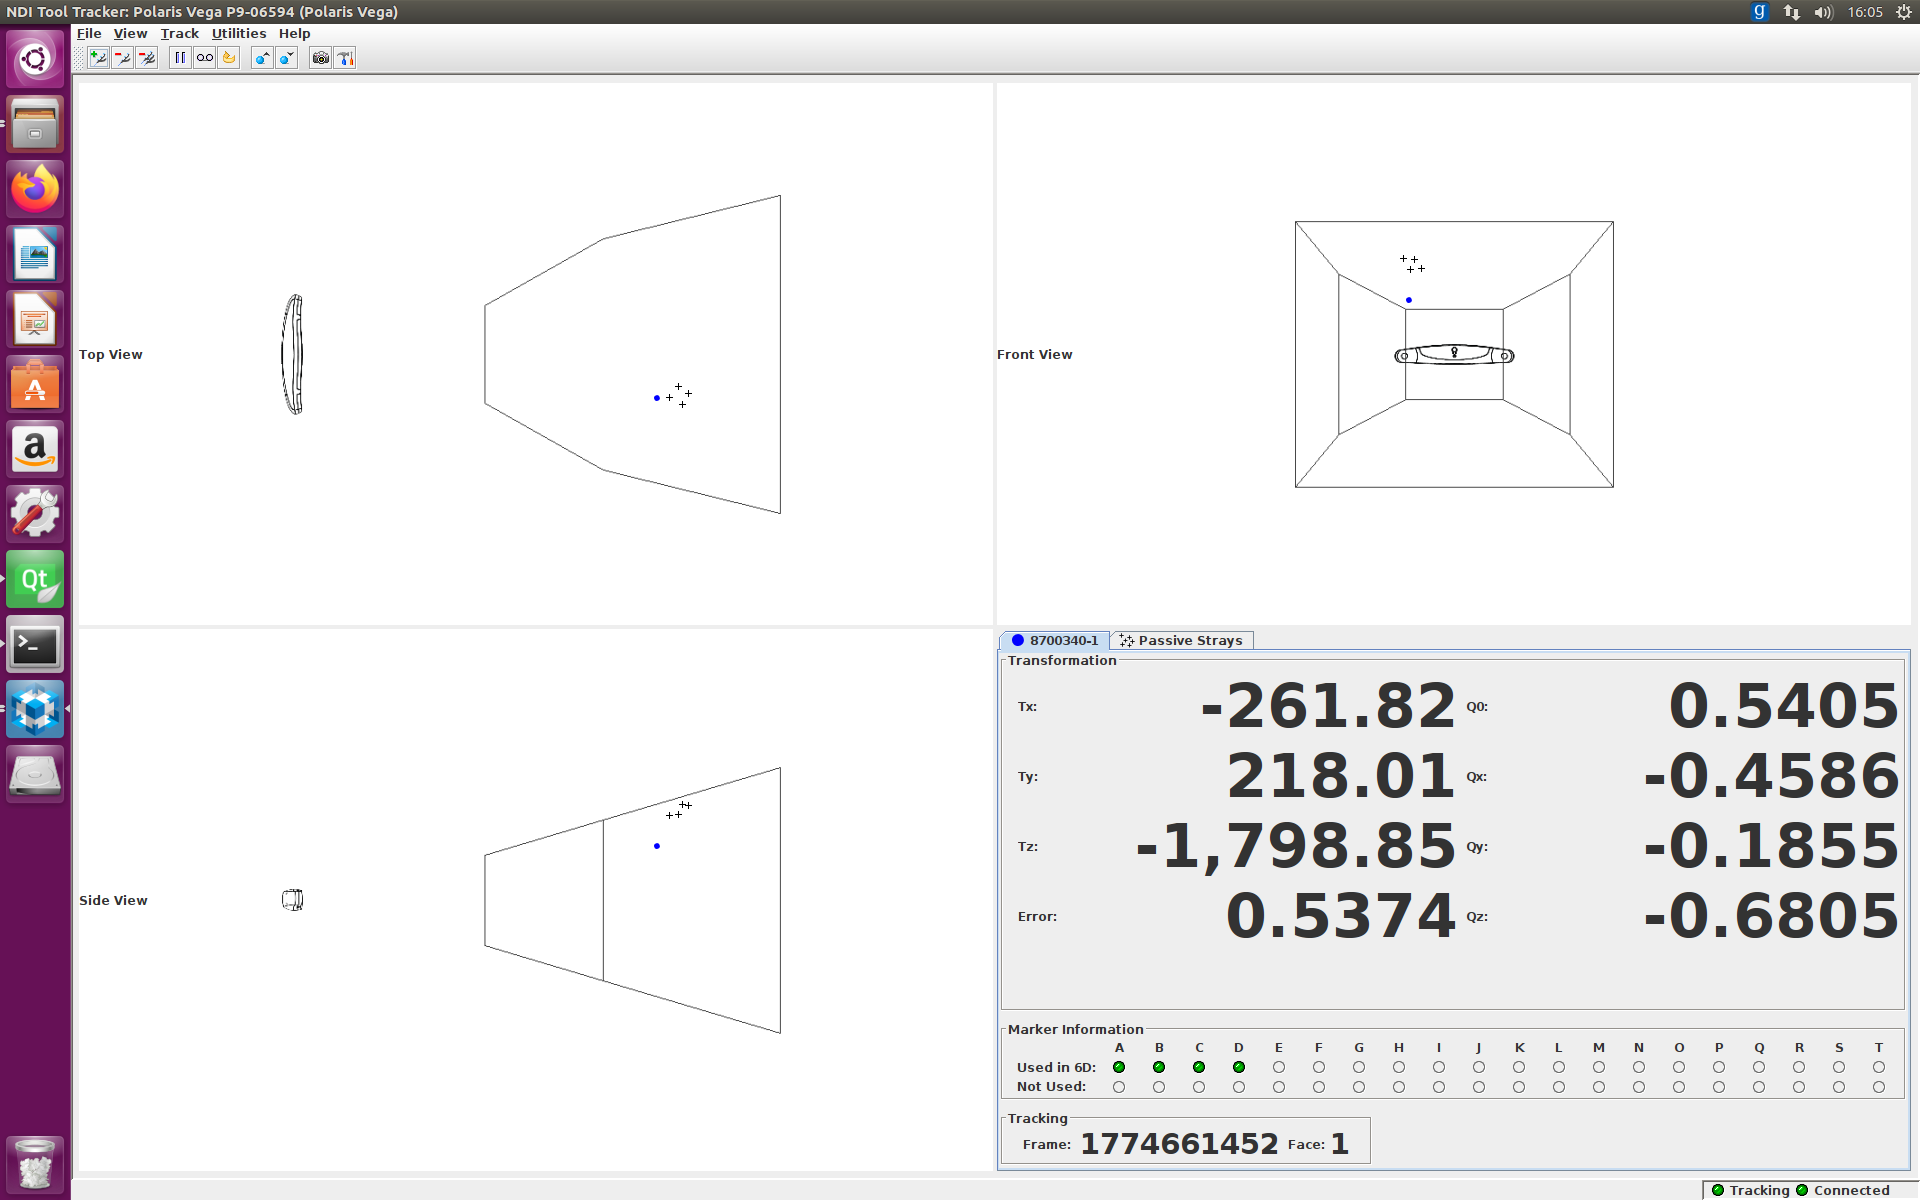 NDI Tool Tracker: Polaris Vega P9-06594 (Polaris Vega)
g
16:05
File View Track Utilities Help
Top View
Front View
Side View
8700340-1
Passive Strays
Transformation
Tx: -261.82 Q0: 0.5405
Ty: 218.01 Qx: -0.4586
Tz: -1,798.85 Qy: -0.1855
Error: 0.5374 Qz: -0.6805
Marker Information
A B C D E F G H I J K L M N O P Q R S T
Used in 6D:
Not Used:
Tracking
Frame: 1774661452 Face: 1
Tracking Connected
A
a
Qt
>_